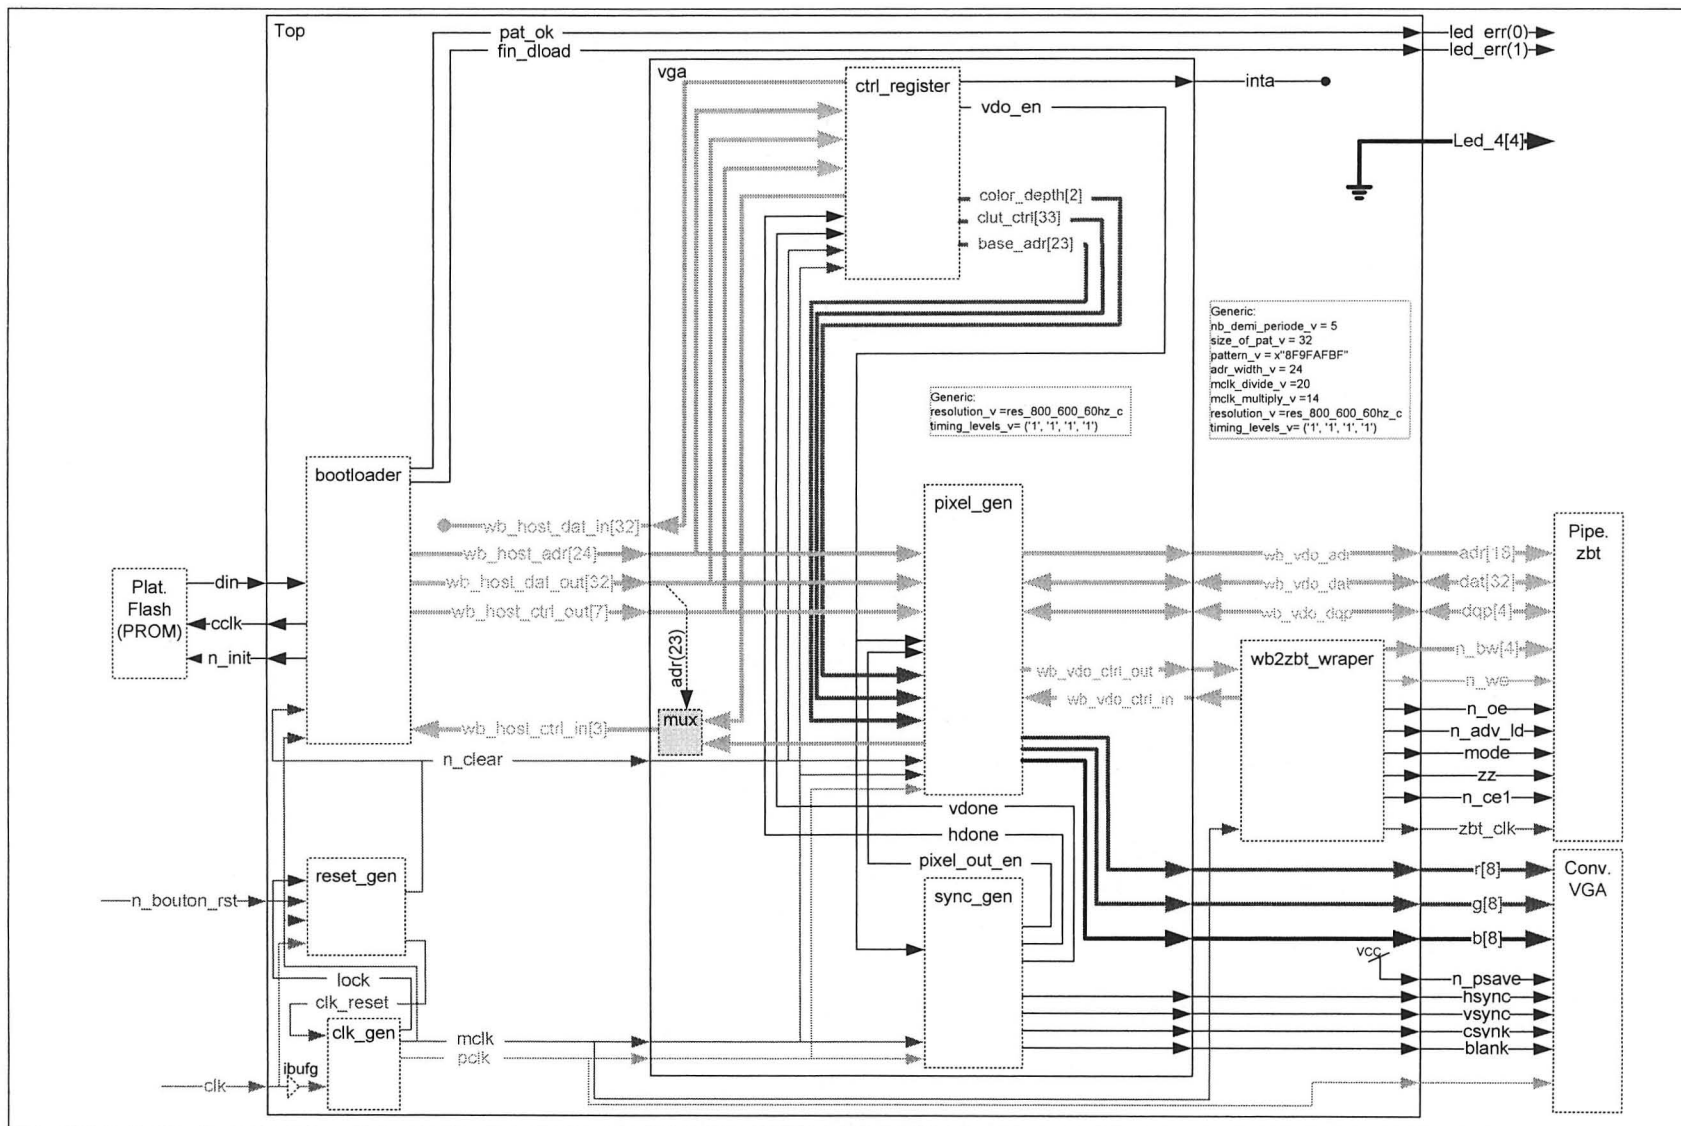 Top
pat_ok
fin_dload
led_err(0)
led_err(1)
vga
ctrl_register
inta
vdo_en
Led_4[4]
color_depth[2]
clut_ctrl[33]
base_adr[23]
Generic:
nb_demi_periode_v = 5
size_of_pat_v = 32
pattern_v = x"8F9FAFBF"
adr_width_v = 24
mclk_divide_v =20
mclk_multiply_v =14
resolution_v =res_800_600_60hz_c
timing_levels_v= ('1', '1', '1', '1')
Generic:
resolution_v =res_800_600_60hz_c
timing_levels_v= ('1', '1', '1', '1')
bootloader
pixel_gen
Pipe.
zbt
wb_host_dat_in[32]
wb_host_adr[24]
wb_host_dat_out[32]
wb_host_ctrl_out[7]
wb_vdo_adr
wb_vdo_dat
wb_vdo_dqp
adr[18]
dat[32]
dqp[4]
Plat.
Flash
(PROM)
din
cclk
n_init
adr(23)
mux
wb_host_ctrl_in[3]
wb_vdo_ctrl_out
wb_vdo_ctrl_in
wb2zbt_wraper
n_bw[4]
n_we
n_oe
n_adv_ld
mode
zz
n_ce1
zbt_clk
n_clear
vdone
hdone
pixel_out_en
sync_gen
reset_gen
n_bouton_rst
lock
clk_reset
clk_gen
ibufg
clk
mclk
pclk
Conv.
VGA
r[8]
g[8]
b[8]
vcc
n_psave
hsync
vsync
csynk
blank